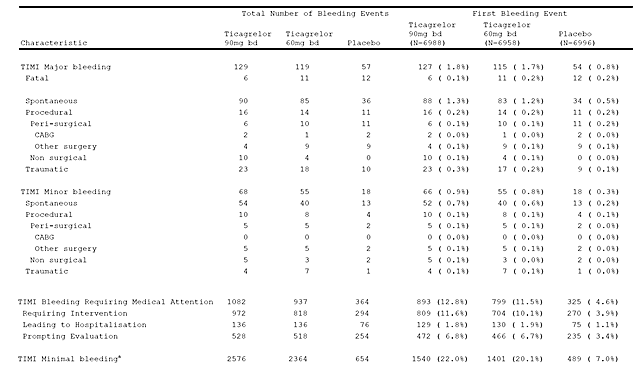 Total Number of Bleeding Events First Bleeding Event
Characteristic Ticagrelor 90mg bd Ticagrelor 60mg bd Placebo Ticagrelor 90mg bd (N=6988) Ticagrelor 60mg bd (N=6958) Placebo (N=6996)
TIMI Major bleeding 129 119 57 127 ( 1.8%) 115 ( 1.7%) 54 ( 0.8%)
Fatal 6 11 12 6 ( 0.1%) 11 ( 0.2%) 12 ( 0.2%)
Spontaneous 90 85 36 88 ( 1.3%) 83 ( 1.2%) 34 ( 0.5%)
Procedural 16 14 11 16 ( 0.2%) 14 ( 0.2%) 11 ( 0.2%)
Peri-surgical 6 10 11 6 ( 0.1%) 10 ( 0.1%) 11 ( 0.2%)
CABG 2 1 2 2 ( 0.0%) 1 ( 0.0%) 2 ( 0.0%)
Other surgery 4 9 9 4 ( 0.1%) 9 ( 0.1%) 9 ( 0.1%)
Non surgical 10 4 0 10 ( 0.1%) 4 ( 0.1%) 0 ( 0.0%)
Traumatic 23 18 10 23 ( 0.3%) 17 ( 0.2%) 9 ( 0.1%)
TIMI Minor bleeding 68 55 18 66 ( 0.9%) 55 ( 0.8%) 18 ( 0.3%)
Spontaneous 54 40 13 52 ( 0.7%) 40 ( 0.6%) 13 ( 0.2%)
Procedural 10 8 4 10 ( 0.1%) 8 ( 0.1%) 4 ( 0.1%)
Peri-surgical 5 5 2 5 ( 0.1%) 5 ( 0.1%) 2 ( 0.0%)
CABG 0 0 0 0 ( 0.0%) 0 ( 0.0%) 0 ( 0.0%)
Other surgery 5 5 2 5 ( 0.1%) 5 ( 0.1%) 2 ( 0.0%)
Non surgical 5 3 2 5 ( 0.1%) 3 ( 0.0%) 2 ( 0.0%)
Traumatic 4 7 1 4 ( 0.1%) 7 ( 0.1%) 1 ( 0.0%)
TIMI Bleeding Requiring Medical Attention 1082 937 364 893 (12.8%) 799 (11.5%) 325 ( 4.6%)
Requiring Intervention 972 818 294 809 (11.6%) 704 (10.1%) 270 ( 3.9%)
Leading to Hospitalisation 136 136 76 129 ( 1.8%) 130 ( 1.9%) 75 ( 1.1%)
Prompting Evaluation 528 518 254 472 ( 6.8%) 466 ( 6.7%) 235 ( 3.4%)
TIMI Minimal bleeding* 2576 2364 654 1540 (22.0%) 1401 (20.1%) 489 ( 7.0%)